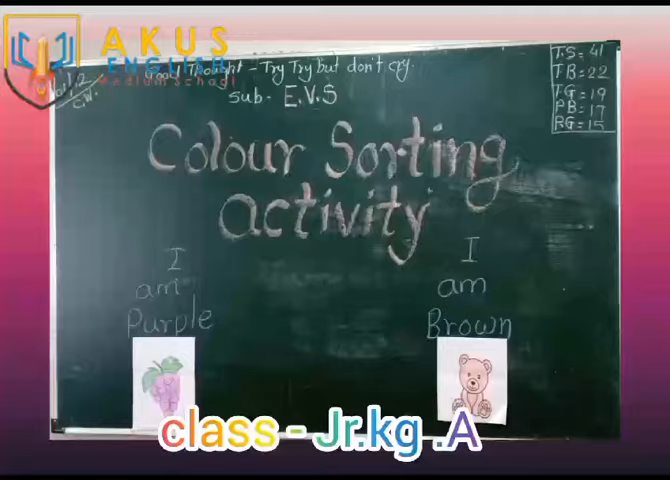 AKUS
ENGLISH
Medium School
Good Thought - Try Try but don't cry.
Sub- E.V.S
C.W.
T.S = 41
T.B = 22
T.G = 19
P.B = 17
P.G = 15
Colour Sorting
activity
I
am
Purple
I
am
Brown
class - Jr.kg .A